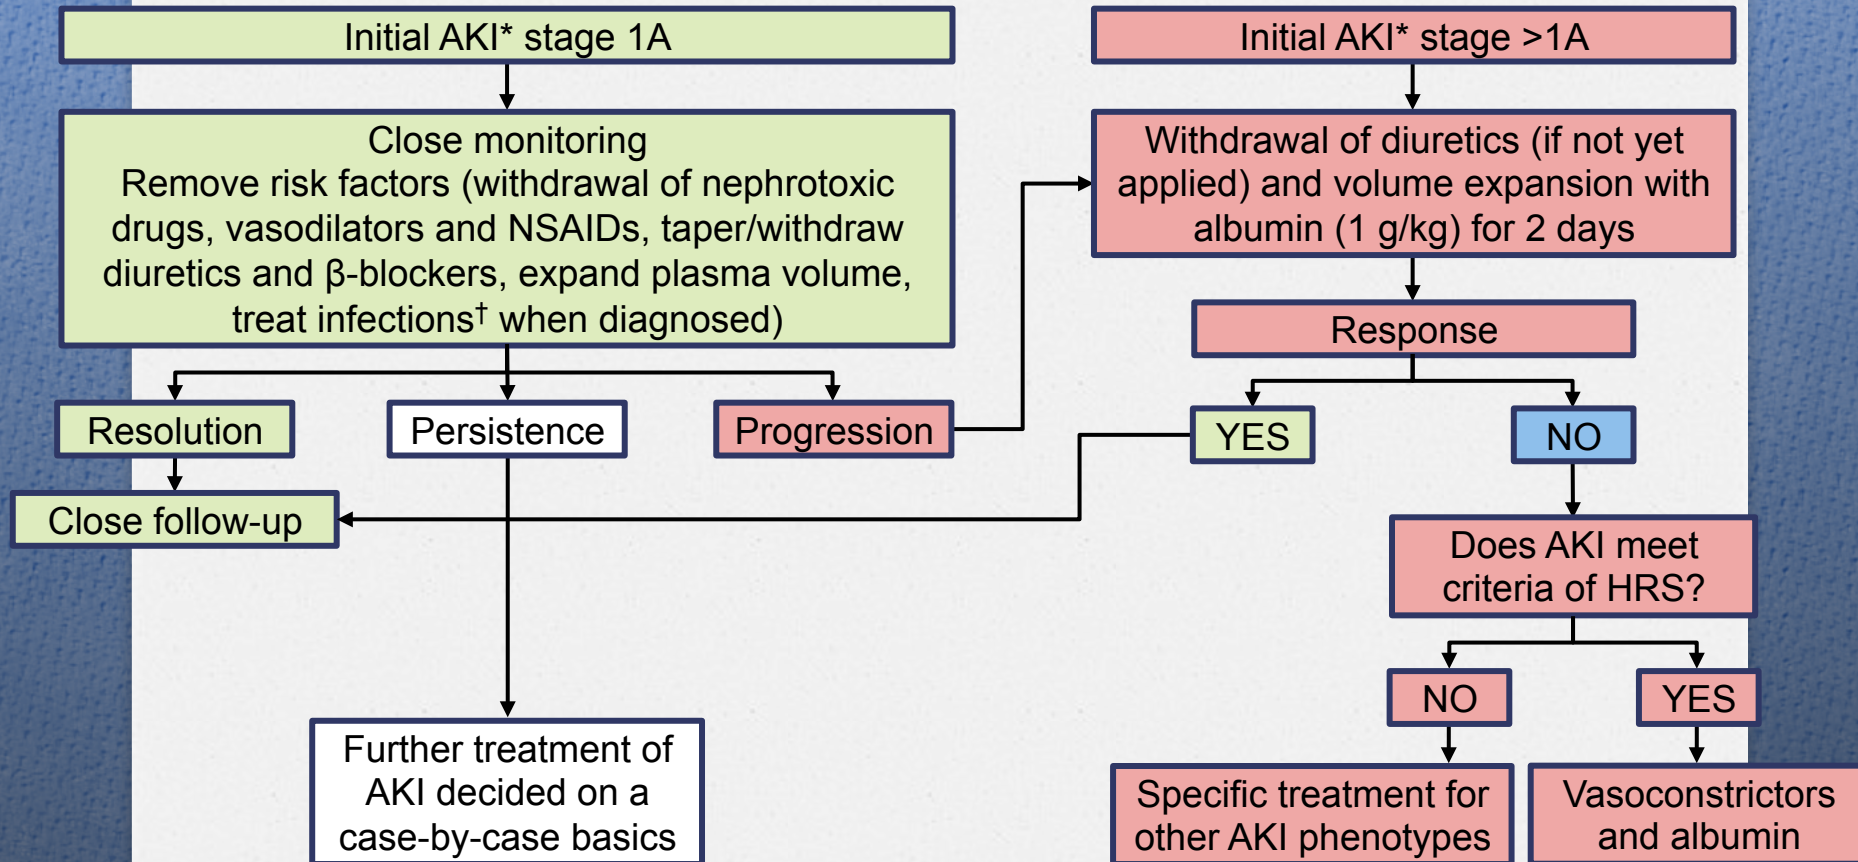 Initial AKI* stage 1A
Initial AKI* stage >1A
Close monitoring
Remove risk factors (withdrawal of nephrotoxic
drugs, vasodilators and NSAIDs, taper/withdraw
diuretics and β-blockers, expand plasma volume,
treat infections† when diagnosed)
Withdrawal of diuretics (if not yet
applied) and volume expansion with
albumin (1 g/kg) for 2 days
Response
Resolution
Persistence
Progression
YES
NO
Close follow-up
Does AKI meet
criteria of HRS?
NO
YES
Further treatment of
AKI decided on a
case-by-case basics
Specific treatment for
other AKI phenotypes
Vasoconstrictors
and albumin